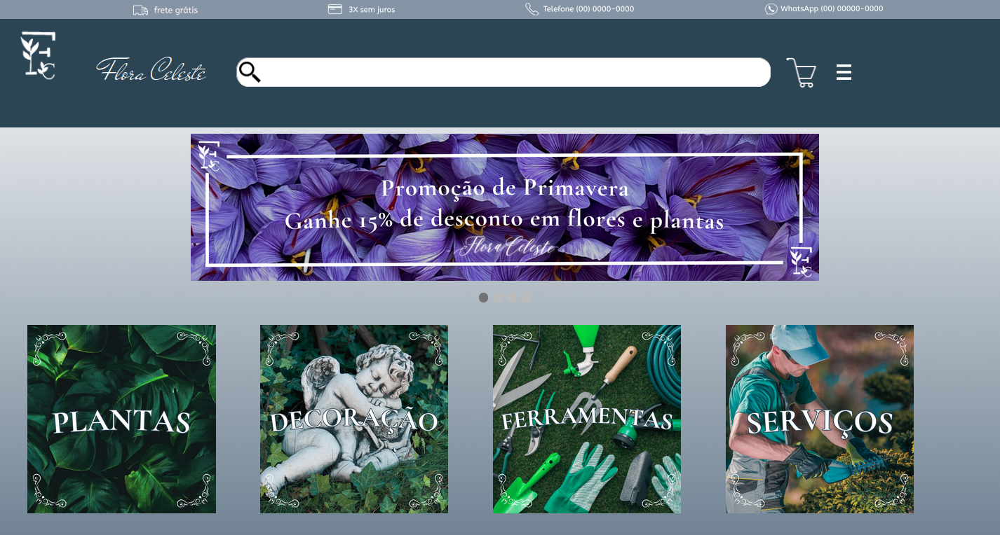 frete grátis
3X sem juros
Telefone (00) 0000-0000
WhatsApp (00) 00000-0000
Flora Celeste
Promoção de Primavera
Ganhe 15% de desconto em flores e plantas
- Flora Celeste -
PLANTAS
DECORAÇÃO
FERRAMENTAS
SERVIÇOS